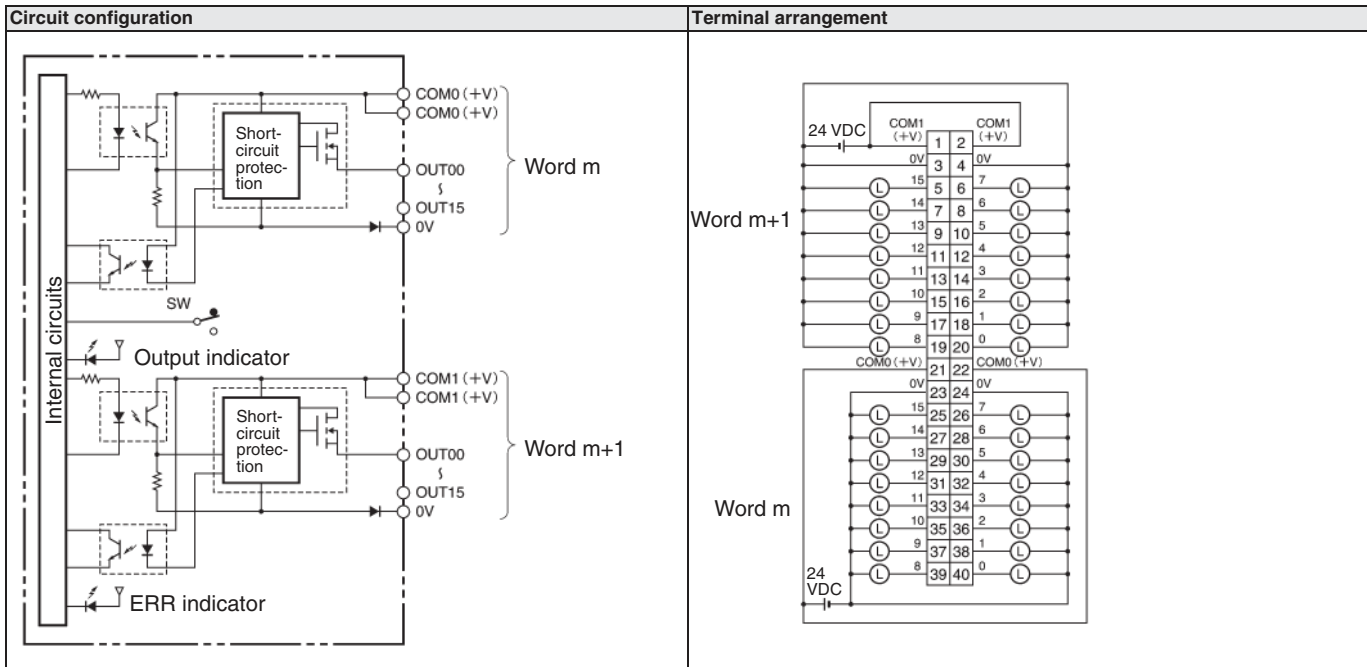 Circuit configuration
Terminal arrangement
COM0 (+V)
COM0 (+V)
Short-
circuit
protec-
tion
OUT00
Word m
OUT15
0V
Internal circuits
SW
Output indicator
COM1 (+V)
COM1 (+V)
Short-
circuit
protec-
tion
OUT00
Word m+1
OUT15
0V
ERR indicator
24 VDC
COM1 (+V)
COM1 (+V)
1 2
0V 3 4 0V
L 15 5 6 7 L
L 14 7 8 6 L
Word m+1
L 13 9 10 5 L
L 12 11 12 4 L
L 11 13 14 3 L
L 10 15 16 2 L
L 9 17 18 1 L
L 8 19 20 0 L
COM0 (+V) 21 22 COM0 (+V)
0V 23 24 0V
L 15 25 26 7 L
L 14 27 28 6 L
L 13 29 30 5 L
L 12 31 32 4 L
Word m
L 11 33 34 3 L
L 10 35 36 2 L
L 9 37 38 1 L
L 8 39 40 0 L
24
VDC